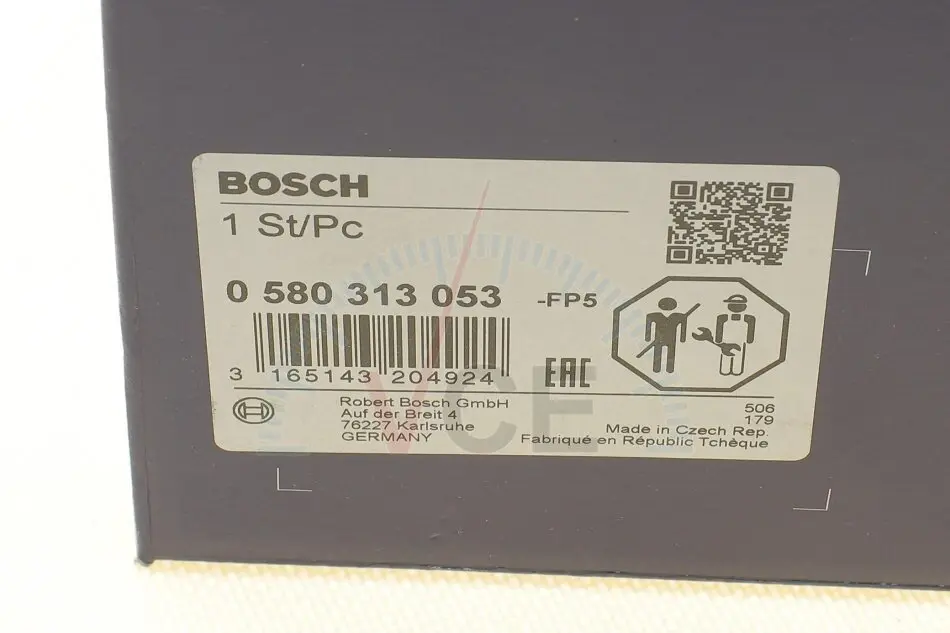 BOSCH
1 St/Pc
0 580 313 053 -FP5
3 165143 204924
EAC
Robert Bosch GmbH
Auf der Breit 4
76227 Karlsruhe
GERMANY
506
179
Made in Czech Rep.
Fabriqué en République Tchèque
VCE